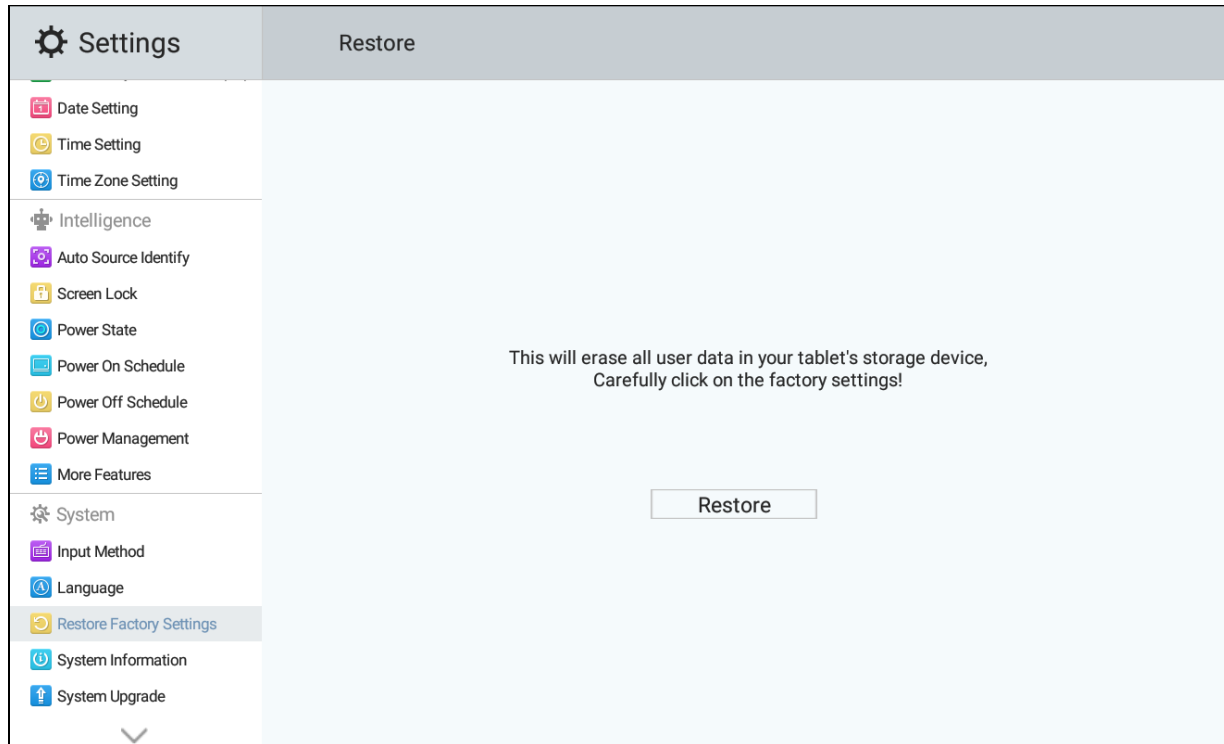 Settings
Restore
Date Setting
Time Setting
Time Zone Setting
Intelligence
Auto Source Identify
Screen Lock
Power State
Power On Schedule
Power Off Schedule
Power Management
More Features
System
Input Method
Language
Restore Factory Settings
System Information
System Upgrade
This will erase all user data in your tablet's storage device,
Carefully click on the factory settings!
Restore